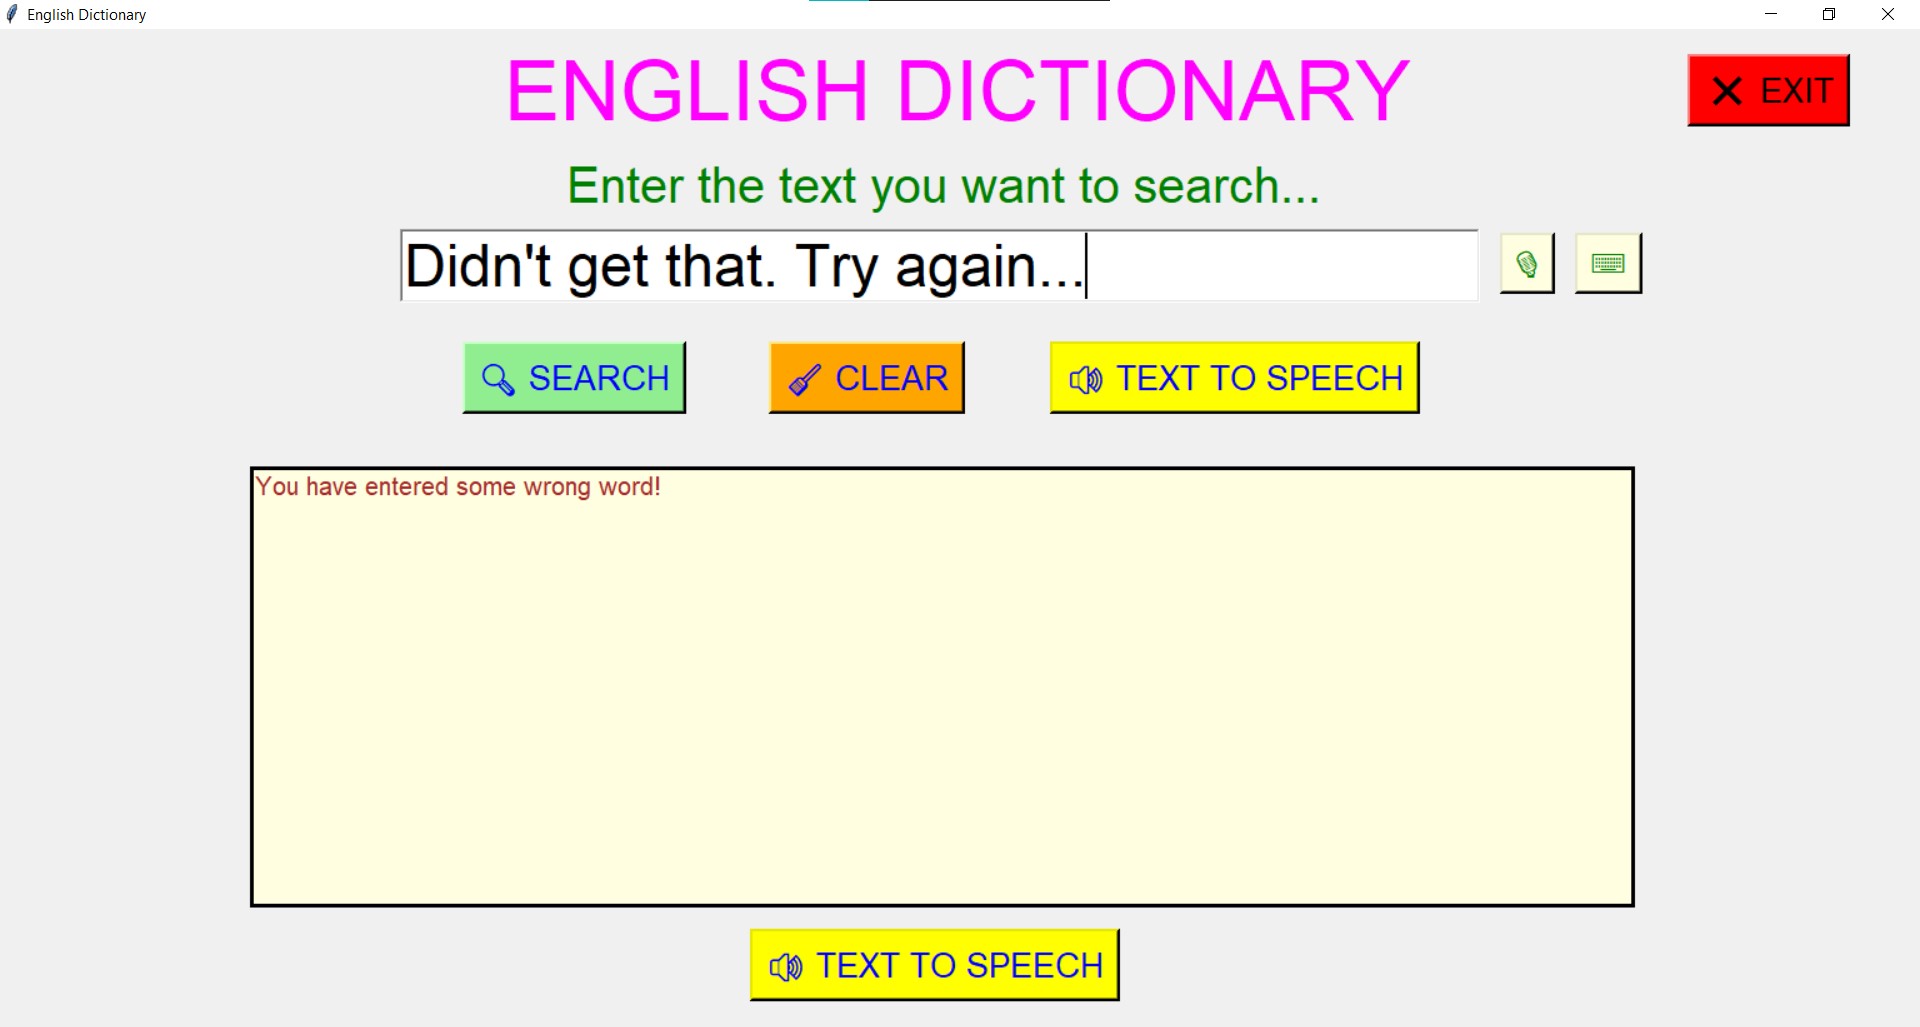 English Dictionary
ENGLISH DICTIONARY
EXIT
Enter the text you want to search...
Didn't get that. Try again...
SEARCH
CLEAR
TEXT TO SPEECH
You have entered some wrong word!
TEXT TO SPEECH